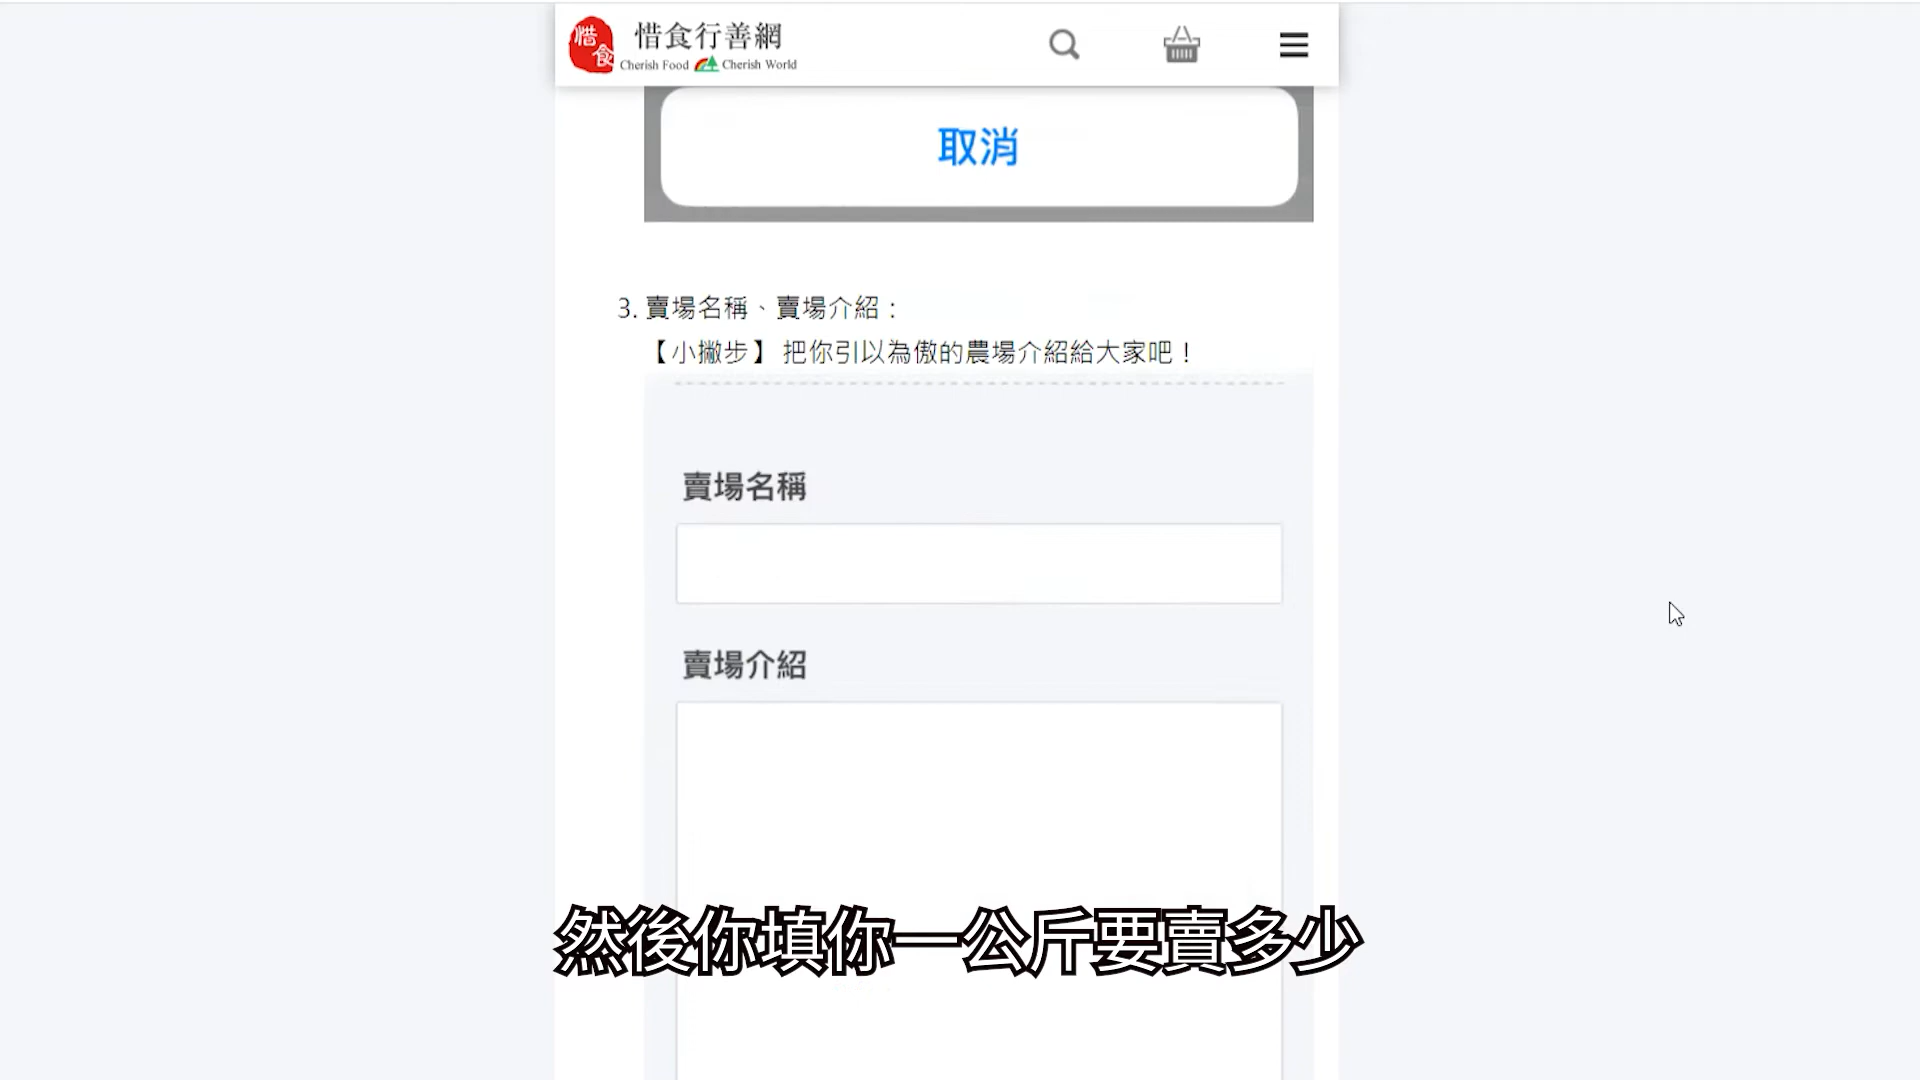 惜食
惜食行善網
Cherish Food Cherish World
取消
3. 賣場名稱、賣場介紹：
【小撇步】 把你引以為傲的農場介紹給大家吧！
賣場名稱
賣場介紹
然後你填你一公斤要賣多少